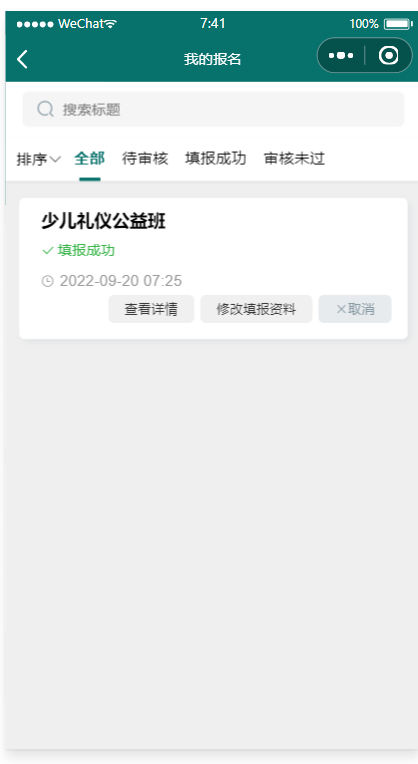 WeChat 7:41 100%
我的报名
搜索标题
排序 全部 待审核 填报成功 审核未过
少儿礼仪公益班
填报成功
2022-09-20 07:25
查看详情 修改填报资料 ×取消